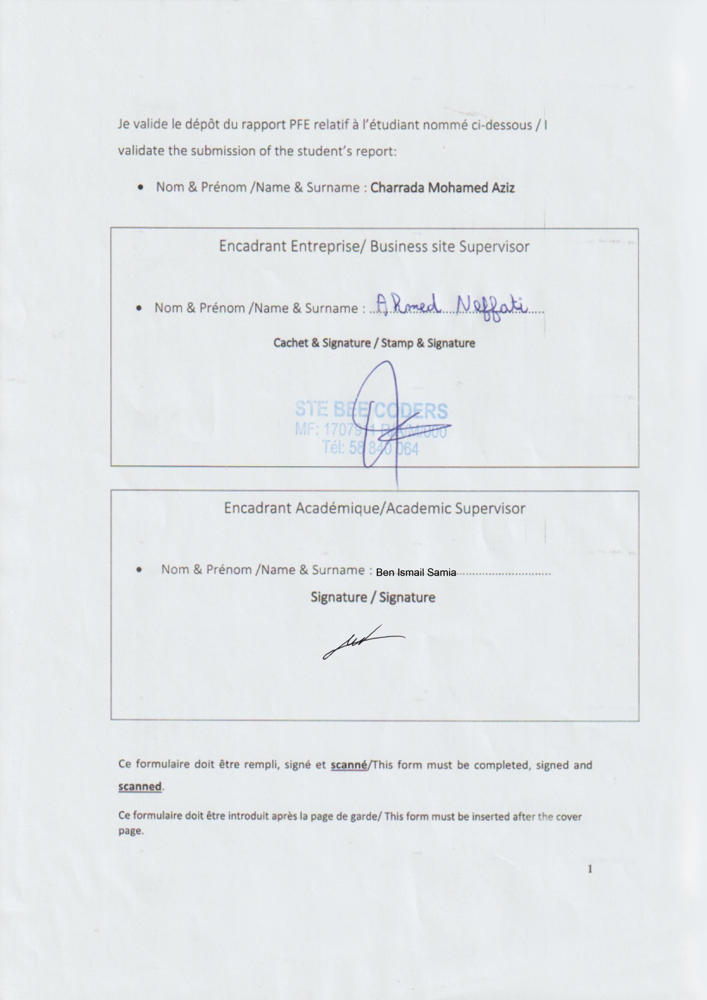 Je valide le dépôt du rapport PFE relatif à l'étudiant nommé ci-dessous / I
validate the submission of the student's report:
• Nom & Prénom /Name & Surname : Charrada Mohamed Aziz
Encadrant Entreprise/ Business site Supervisor
• Nom & Prénom /Name & Surname : Ahmed Neffati
Cachet & Signature / Stamp & Signature
STE BEE CODERS
MF: 1707911 /A/M/000
Tél: 58 840 064
Encadrant Académique/Academic Supervisor
• Nom & Prénom /Name & Surname : Ben Ismail Samia
Signature / Signature
Ce formulaire doit être rempli, signé et scanné/This form must be completed, signed and
scanned.
Ce formulaire doit être introduit après la page de garde/ This form must be inserted after the cover
page.
1